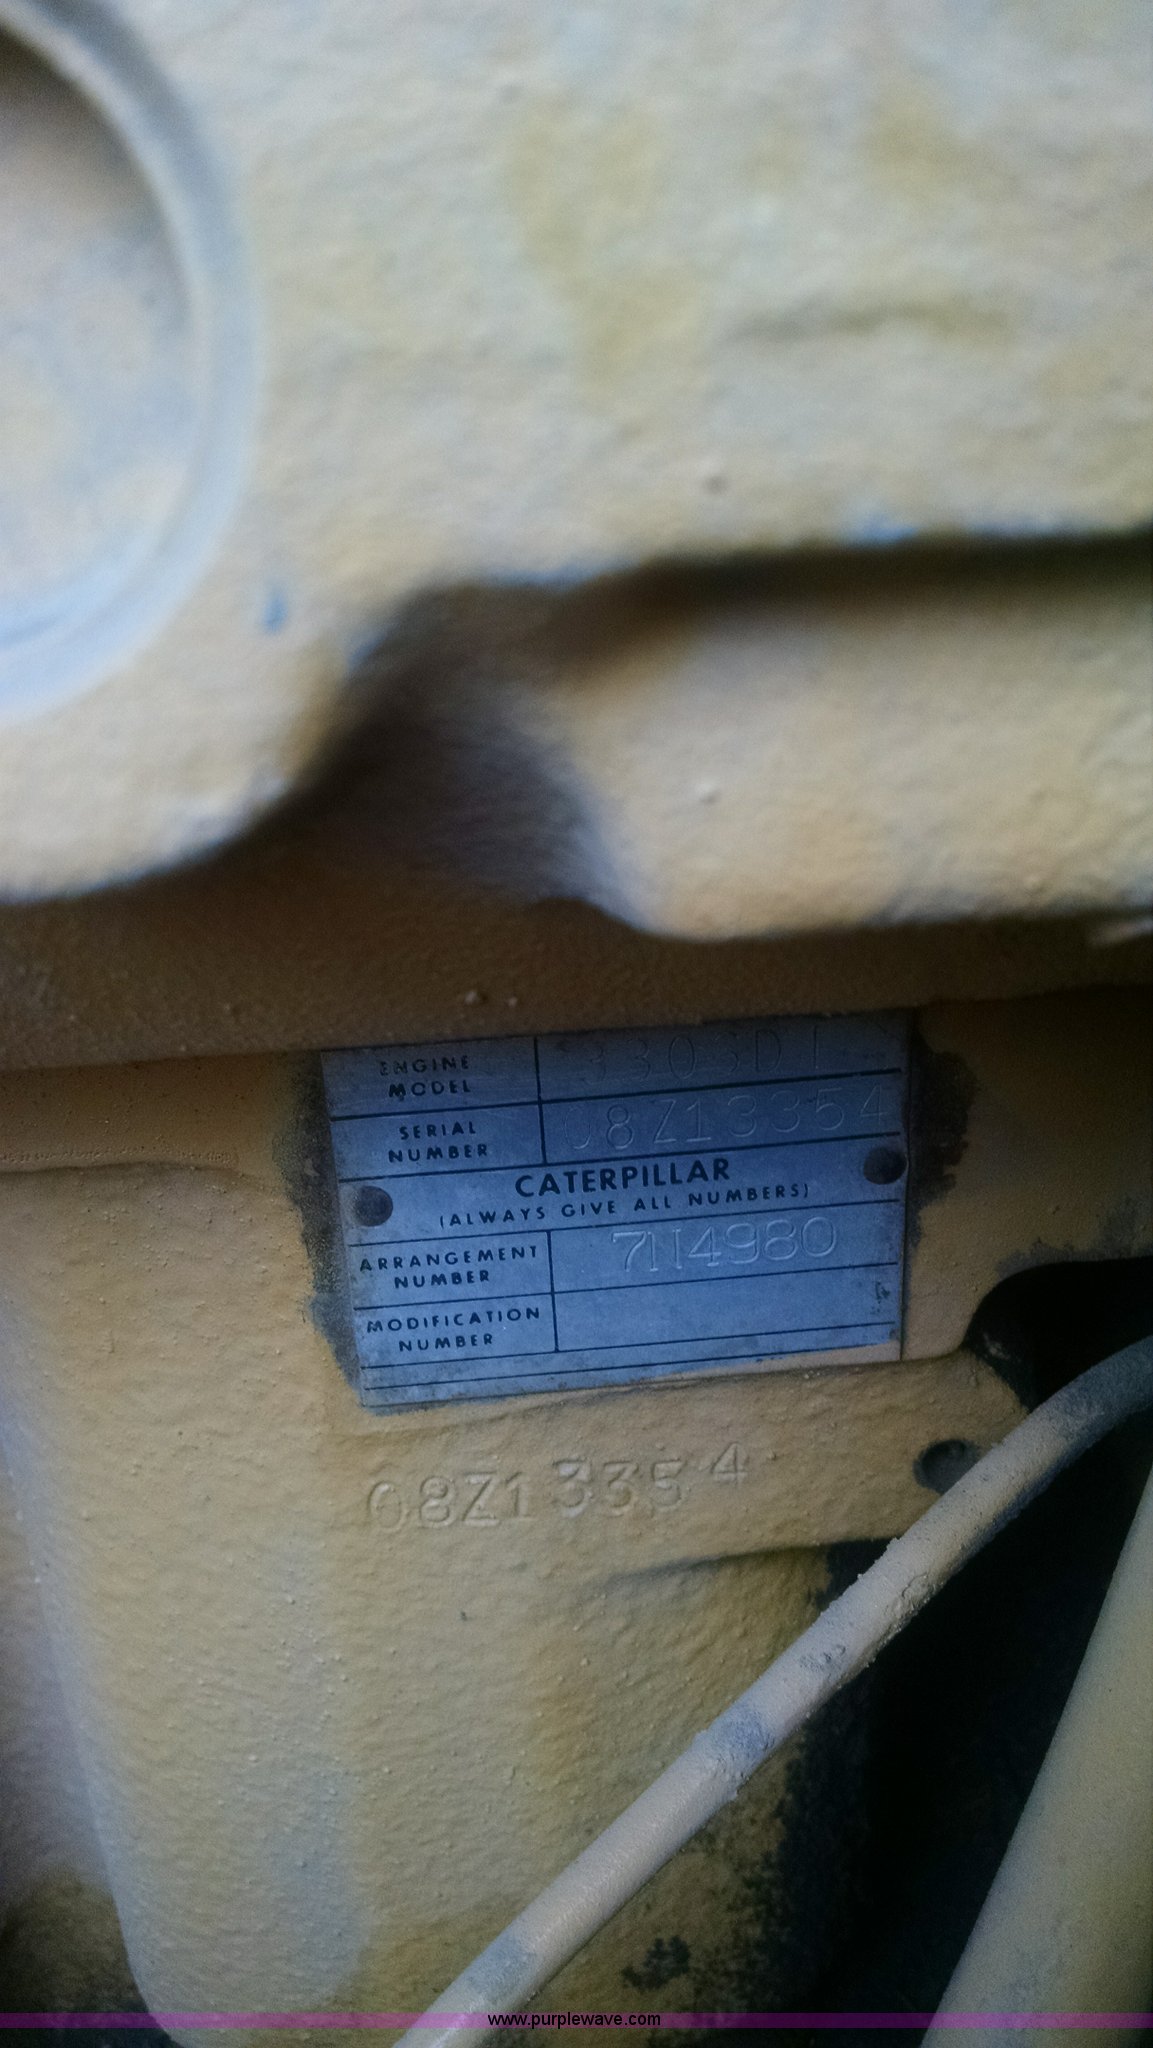 ENGINE MODEL 3306DI
SERIAL NUMBER 08Z13354
CATERPILLAR
(ALWAYS GIVE ALL NUMBERS)
ARRANGEMENT NUMBER 7N4980
MODIFICATION NUMBER
08Z13354
www.purplewave.com